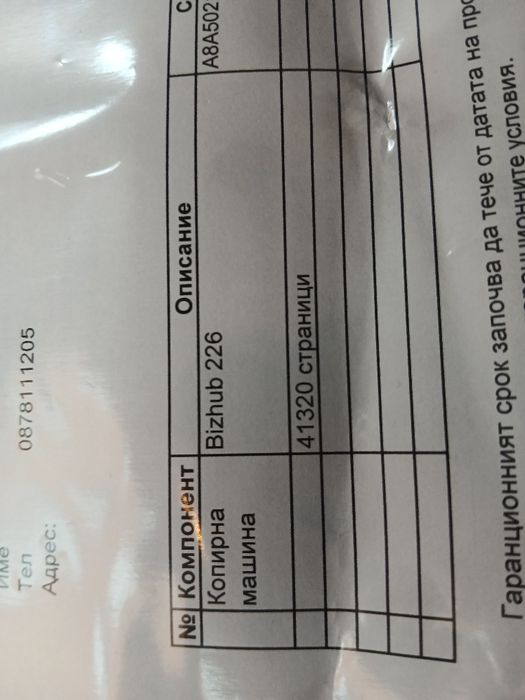 Име
Тел 0878111205
Адрес:
№ Компонент Описание С
Копирна Bizhub 226 A8A502
машина
41320 страници
Гаранционният срок започва да тече от датата на про
условия.